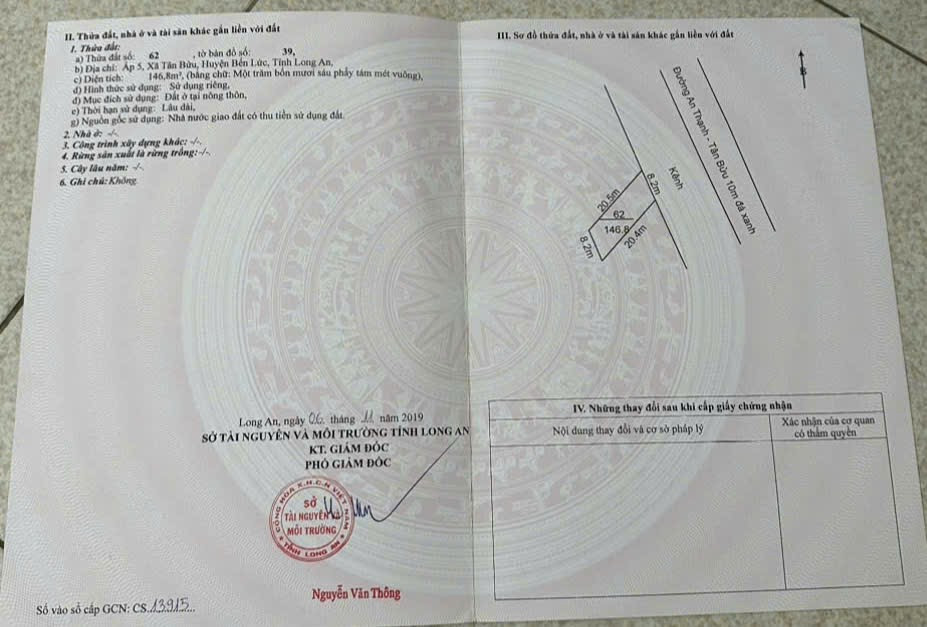 II. Thửa đất, nhà ở và tài sản khác gắn liền với đất
1. Thửa đất:
a) Thửa đất số: 62 , tờ bản đồ số: 39,
b) Địa chỉ: Ấp 5, Xã Tân Bửu, Huyện Bến Lức, Tỉnh Long An,
c) Diện tích: 146,8m², (bằng chữ: Một trăm bốn mươi sáu phẩy tám mét vuông),
d) Hình thức sử dụng: Sử dụng riêng,
đ) Mục đích sử dụng: Đất ở tại nông thôn,
e) Thời hạn sử dụng: Lâu dài,
g) Nguồn gốc sử dụng: Nhà nước giao đất có thu tiền sử dụng đất.
2. Nhà ở: -/-.
3. Công trình xây dựng khác: -/-.
4. Rừng sản xuất là rừng trồng: -/-.
5. Cây lâu năm: -/-.
6. Ghi chú: Không.
Long An, ngày 06 tháng 11 năm 2019
SỞ TÀI NGUYÊN VÀ MÔI TRƯỜNG TỈNH LONG AN
KT. GIÁM ĐỐC
PHÓ GIÁM ĐỐC
CỘNG HÒA X.H.C.N VIỆT NAM
SỞ
TÀI NGUYÊN VÀ
MÔI TRƯỜNG
TỈNH LONG AN
Nguyễn Văn Thông
Số vào sổ cấp GCN: CS.13915...
III. Sơ đồ thửa đất, nhà ở và tài sản khác gắn liền với đất
B
Đường An Thạnh - Tân Bửu 10m đá xanh
Kênh
20.5m
8.2m
62
146.8
8.2m
20.4m
IV. Những thay đổi sau khi cấp giấy chứng nhận
Nội dung thay đổi và cơ sở pháp lý
Xác nhận của cơ quan
có thẩm quyền